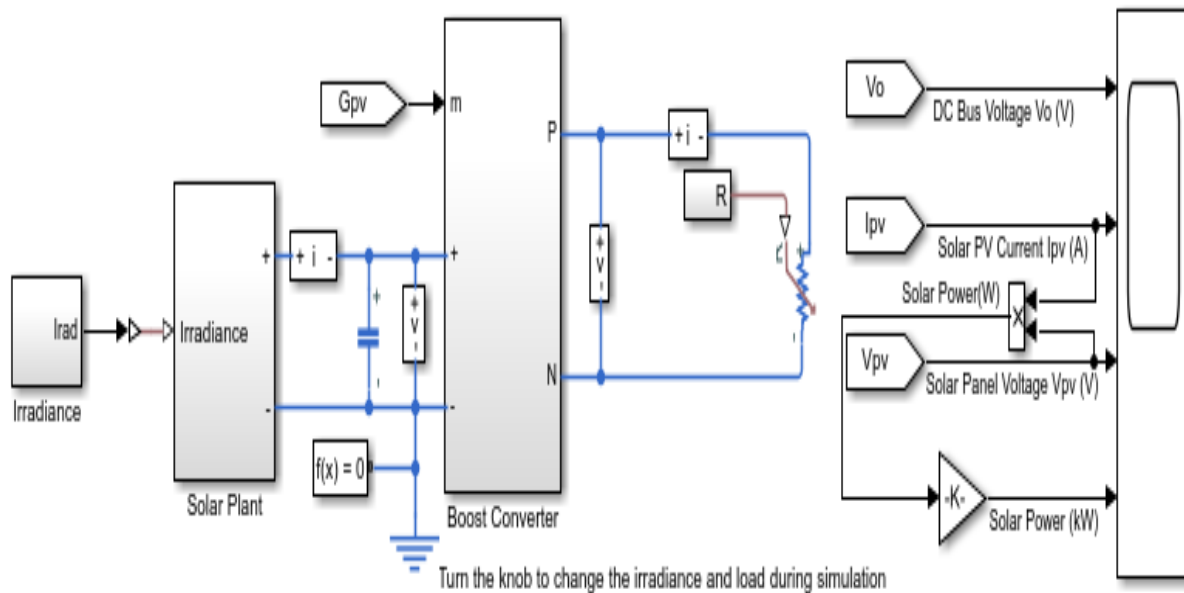 Irrad
Irradiance
Irradiance
+
-
Solar Plant
+ i -
+
-
+ v -
f(x) = 0
Gpv
m
+
-
P
N
Boost Converter
+ i -
+ v -
R
+
-
Turn the knob to change the irradiance and load during simulation
Vo
DC Bus Voltage Vo (V)
Ipv
Solar PV Current Ipv (A)
Solar Power(W)
X
Vpv
Solar Panel Voltage Vpv (V)
-K-
Solar Power (kW)